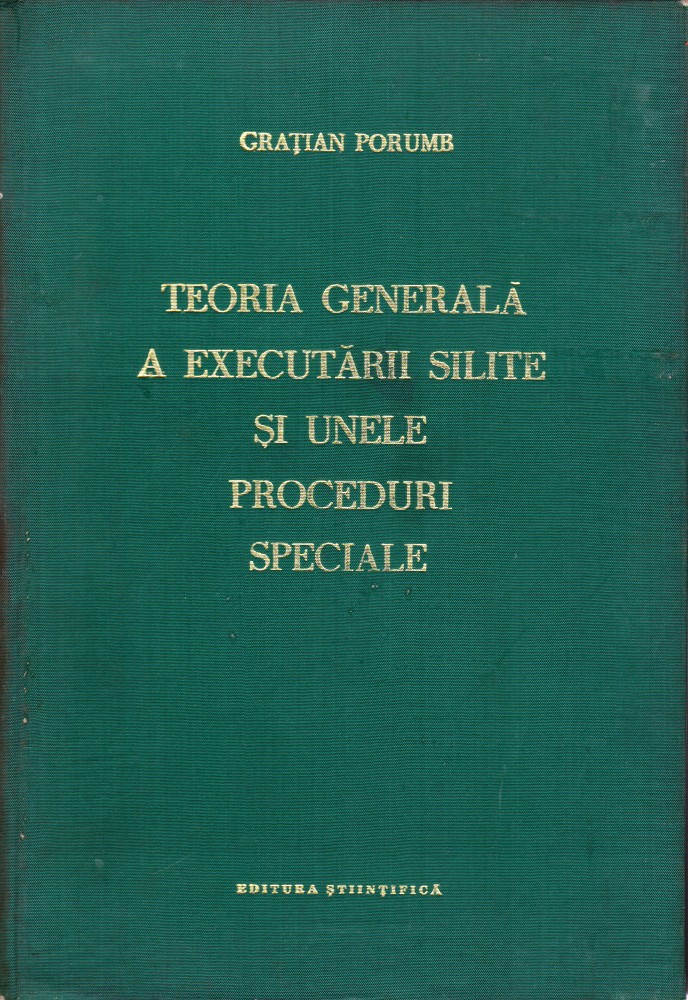 GRAȚIAN PORUMB
TEORIA GENERALĂ
A EXECUTĂRII SILITE
ȘI UNELE
PROCEDURI
SPECIALE
EDITURA ȘTIINȚIFICĂ